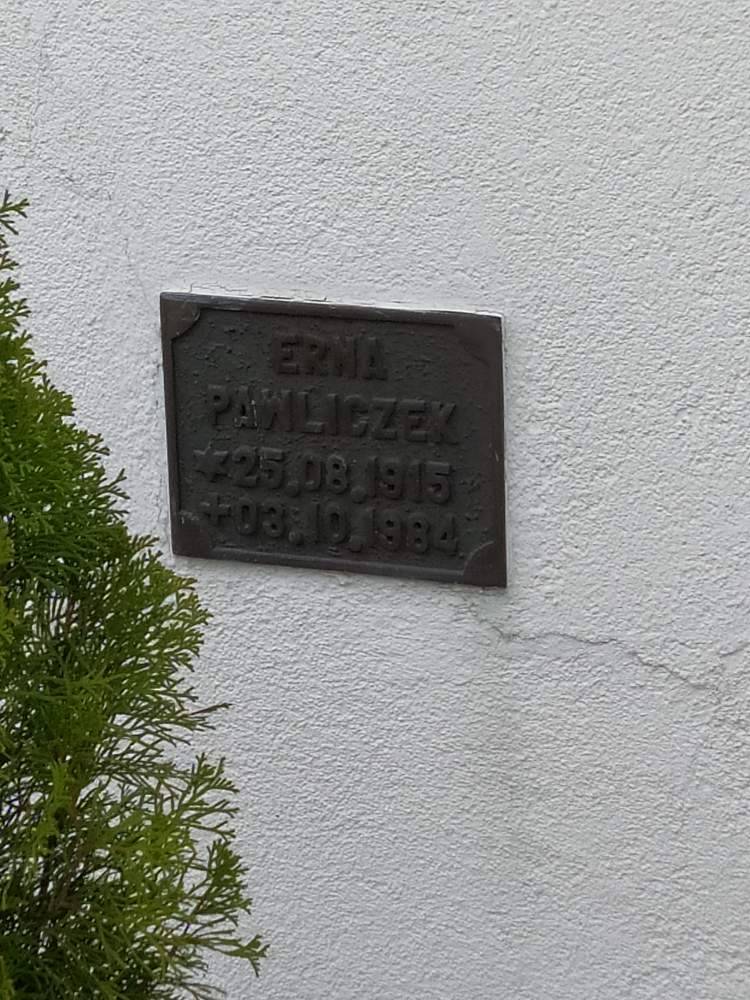 ERNA
PAWLICZEK
★25.08.1915
+03.10.1984